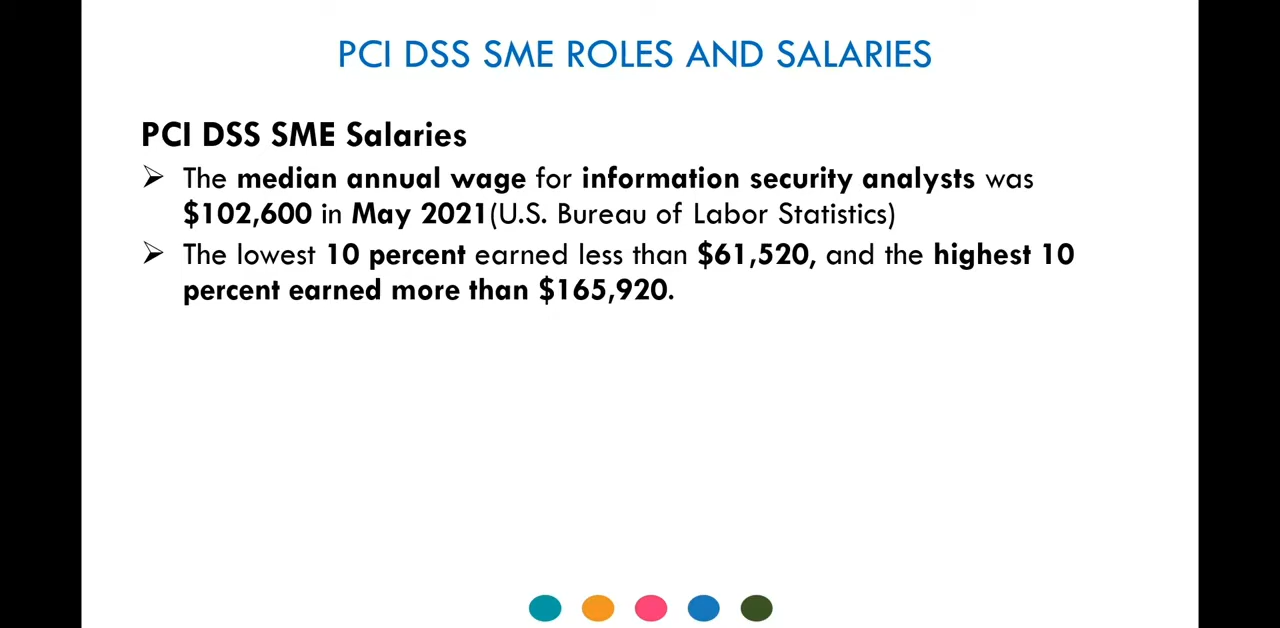 PCI DSS SME ROLES AND SALARIES
PCI DSS SME Salaries
The median annual wage for information security analysts was
$102,600 in May 2021(U.S. Bureau of Labor Statistics)
The lowest 10 percent earned less than $61,520, and the highest 10
percent earned more than $165,920.